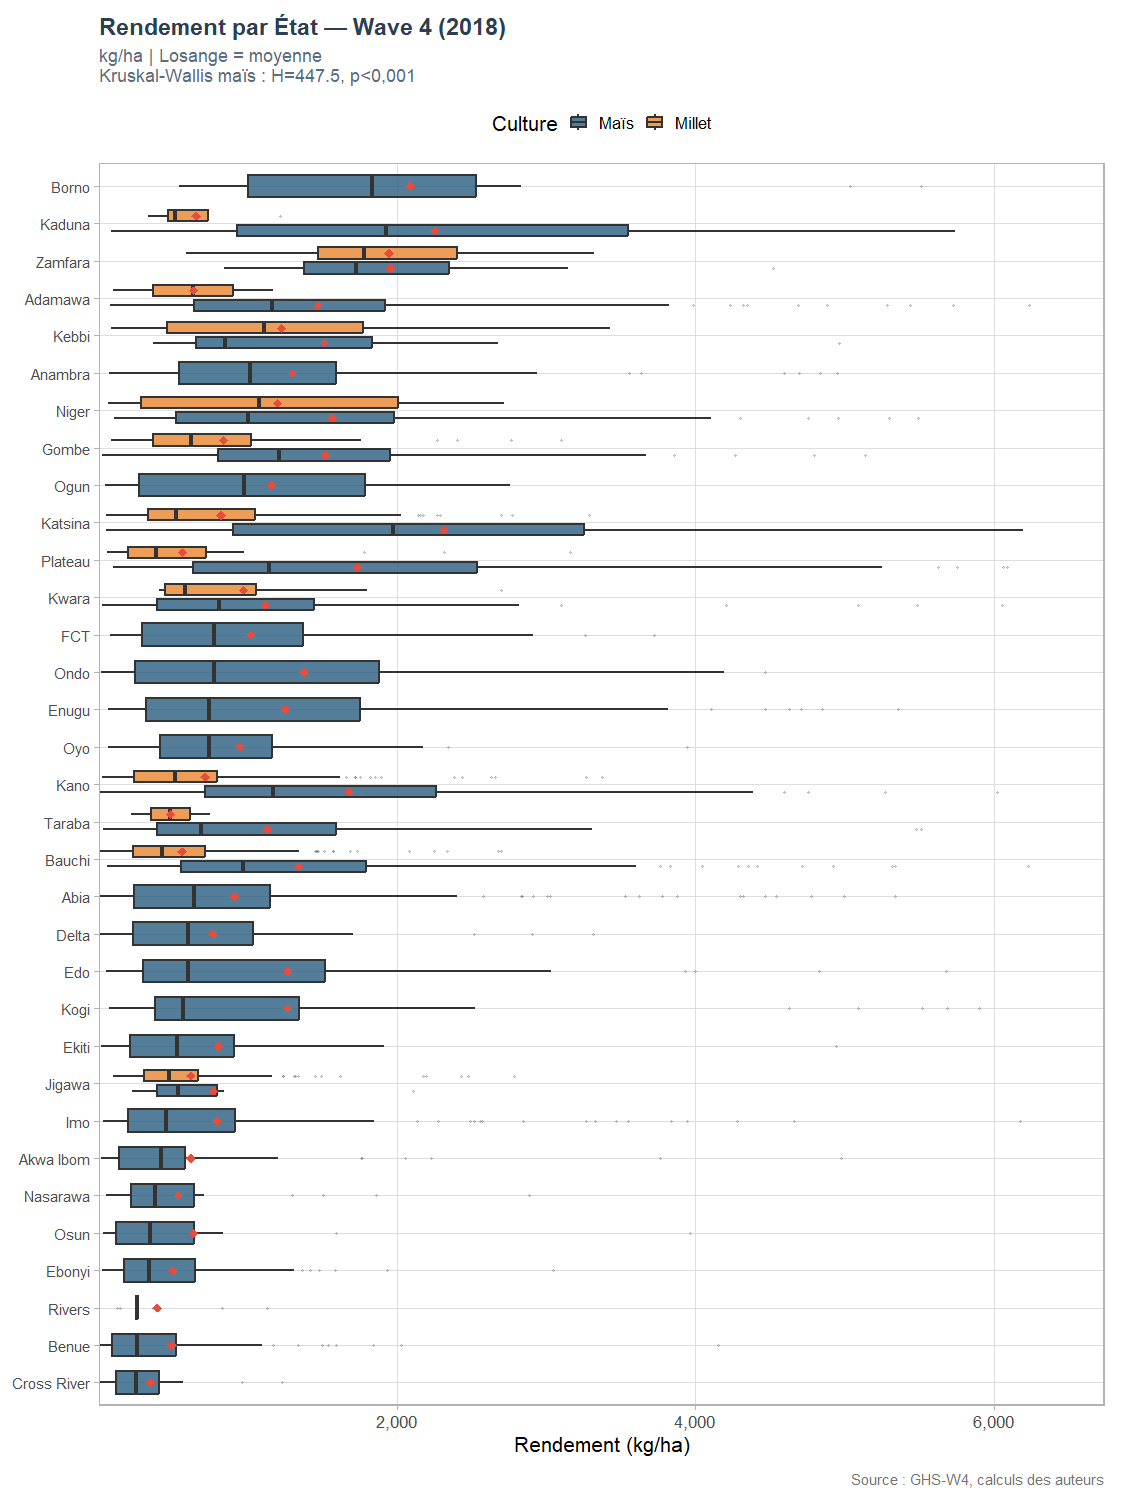 Rendement par État — Wave 4 (2018)
kg/ha | Losange = moyenne
Kruskal-Wallis maïs : H=447.5, p<0,001
Culture Maïs Millet
Borno
Kaduna
Zamfara
Adamawa
Kebbi
Anambra
Niger
Gombe
Ogun
Katsina
Plateau
Kwara
FCT
Ondo
Enugu
Oyo
Kano
Taraba
Bauchi
Abia
Delta
Edo
Kogi
Ekiti
Jigawa
Imo
Akwa Ibom
Nasarawa
Osun
Ebonyi
Rivers
Benue
Cross River
2,000 4,000 6,000
Rendement (kg/ha)
Source : GHS-W4, calculs des auteurs